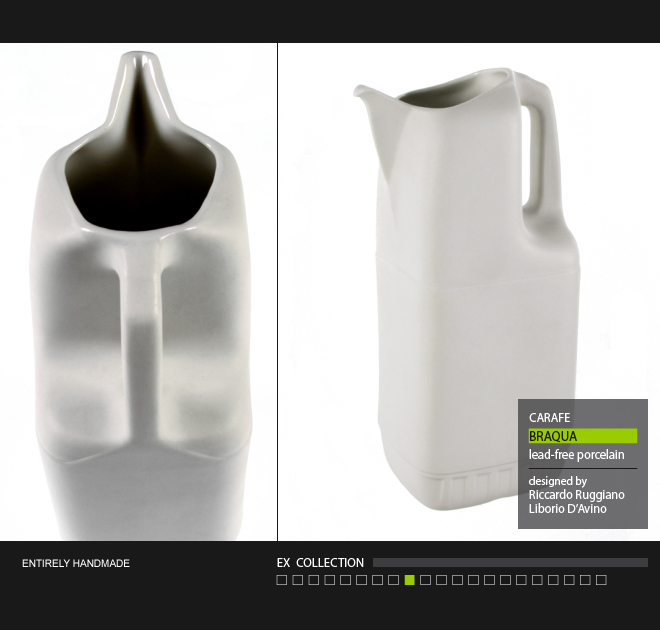 CARAFE
BRAQUA
lead-free porcelain
designed by
Riccardo Ruggiano
Liborio D'Avino
ENTIRELY HANDMADE
EX COLLECTION